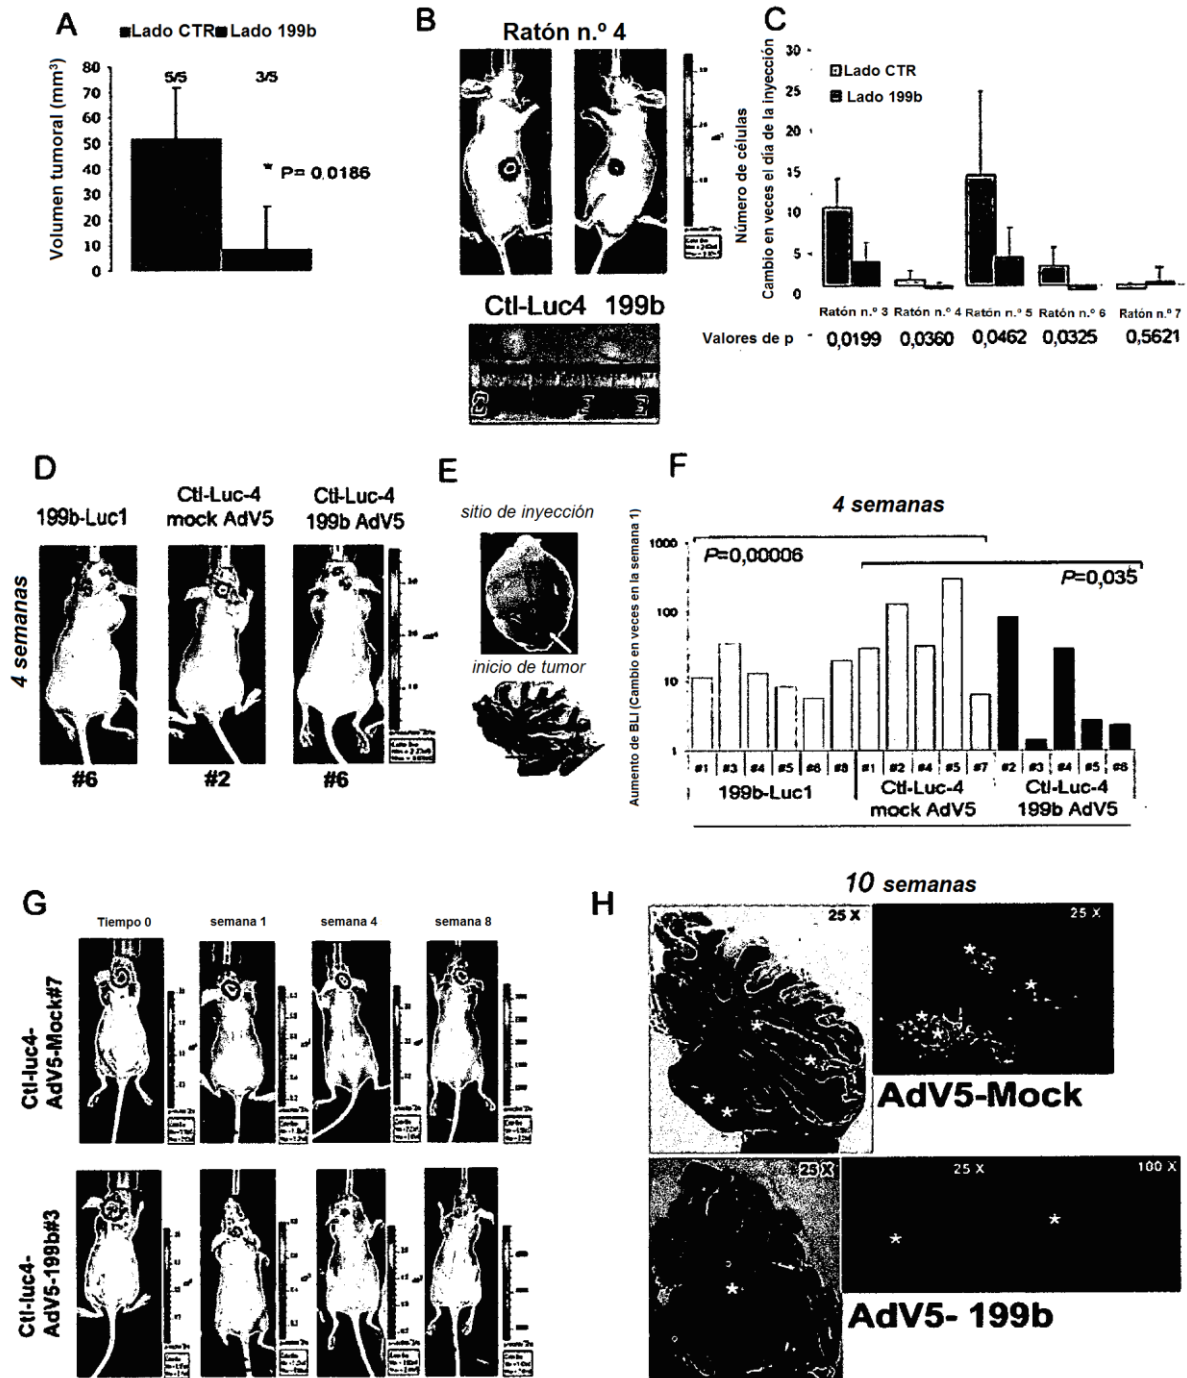 A
■Lado CTR■ Lado 199b
Volumen tumoral (mm³)
80
70
60
50
40
30
20
10
0
5/5
3/5
* P= 0,0186
B
Ratón n.º 4
Ctl-Luc4 199b
C
Número de células
Cambio en veces el día de la inyección
30
25
20
15
10
5
0
Lado CTR
Lado 199b
Ratón n.º 3
Ratón n.º 4
Ratón n.º 5
Ratón n.º 6
Ratón n.º 7
Valores de p
0,0199
0,0360
0,0462
0,0325
0,5621
D
4 semanas
199b-Luc1
Ctl-Luc-4
mock AdV5
Ctl-Luc-4
199b AdV5
#6
#2
#6
E
sitio de inyección
inicio de tumor
F
4 semanas
Aumento de BLI (Cambio en veces en la semana 1)
1000
100
10
1
P=0,00006
P=0,035
#1 #3 #4 #5 #6 #8 #1 #2 #4 #5 #7 #2 #3 #4 #5 #6
199b-Luc1
Ctl-Luc-4
mock AdV5
Ctl-Luc-4
199b AdV5
G
Tiempo 0
semana 1
semana 4
semana 8
Ctl-luc4-
AdV5-Mock#7
Ctl-luc4-
AdV5-199b#3
10 semanas
H
25 X
25 X
AdV5-Mock
25 X
25 X
100 X
AdV5- 199b